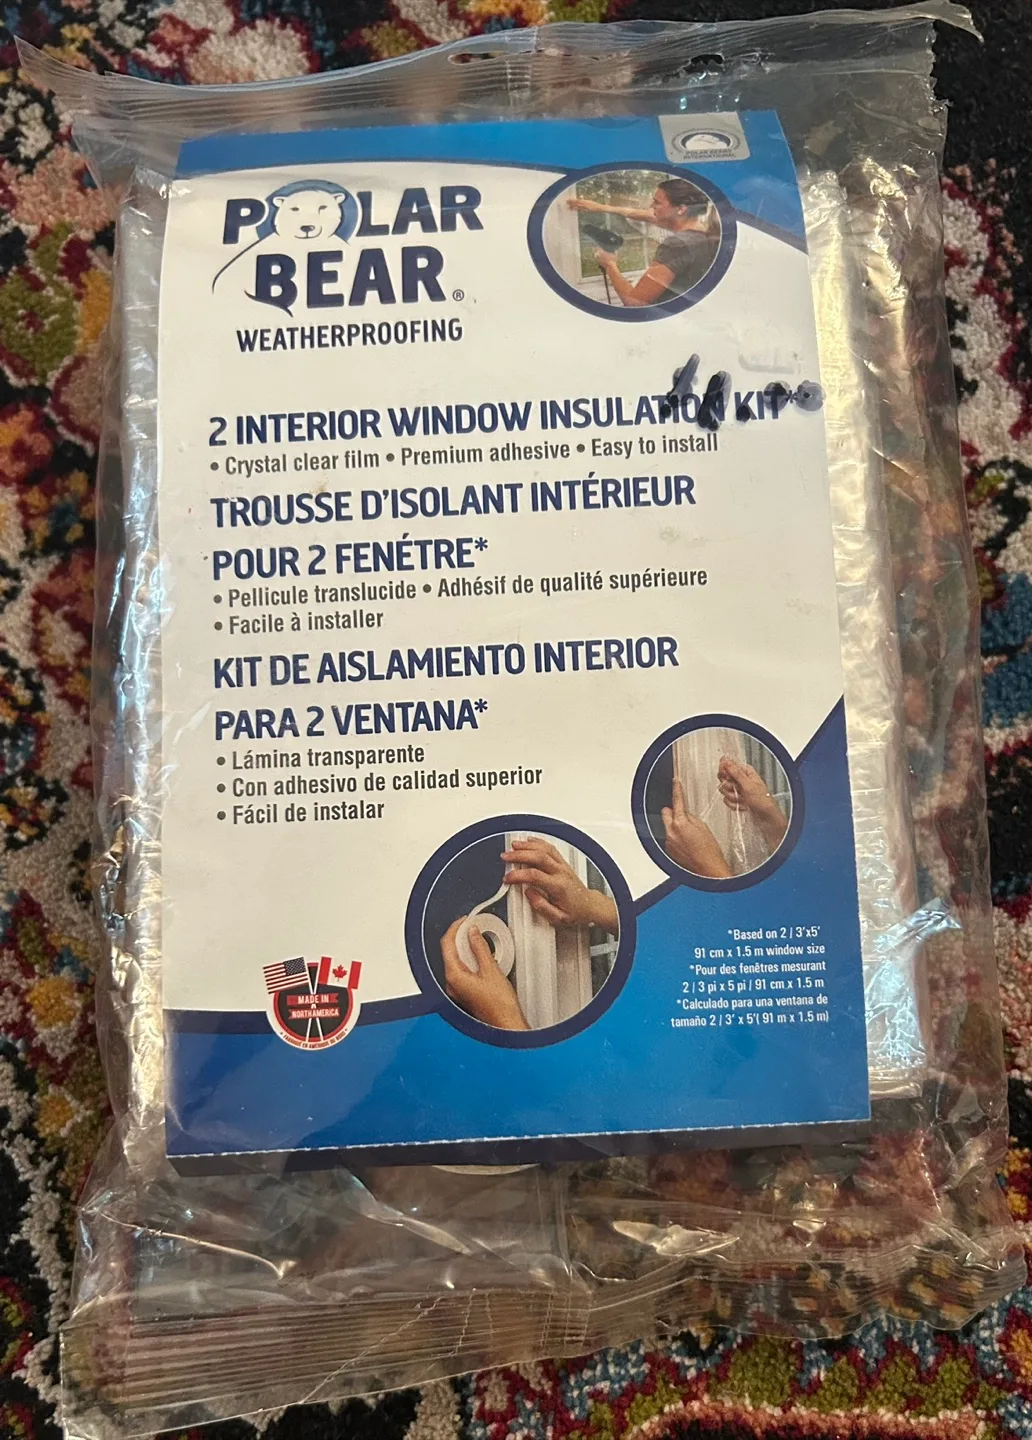 POLAR BEARS
INTERNATIONAL
POLAR
BEAR®
WEATHERPROOFING
2 INTERIOR WINDOW INSULATION KIT*
• Crystal clear film • Premium adhesive • Easy to install
TROUSSE D'ISOLANT INTÉRIEUR
POUR 2 FENÉTRE*
• Pellicule translucide • Adhésif de qualité supérieure
• Facile à installer
KIT DE AISLAMIENTO INTERIOR
PARA 2 VENTANA*
• Lámina transparente
• Con adhesivo de calidad superior
• Fácil de instalar
MADE IN
NORTH AMERICA
*Based on 2 / 3'x5'
91 cm x 1.5 m window size
*Pour des fenêtres mesurant
2 / 3 pi x 5 pi / 91 cm x 1.5 m
*Calculado para una ventana de
tamaño 2 / 3' x 5'( 91 m x 1.5 m)